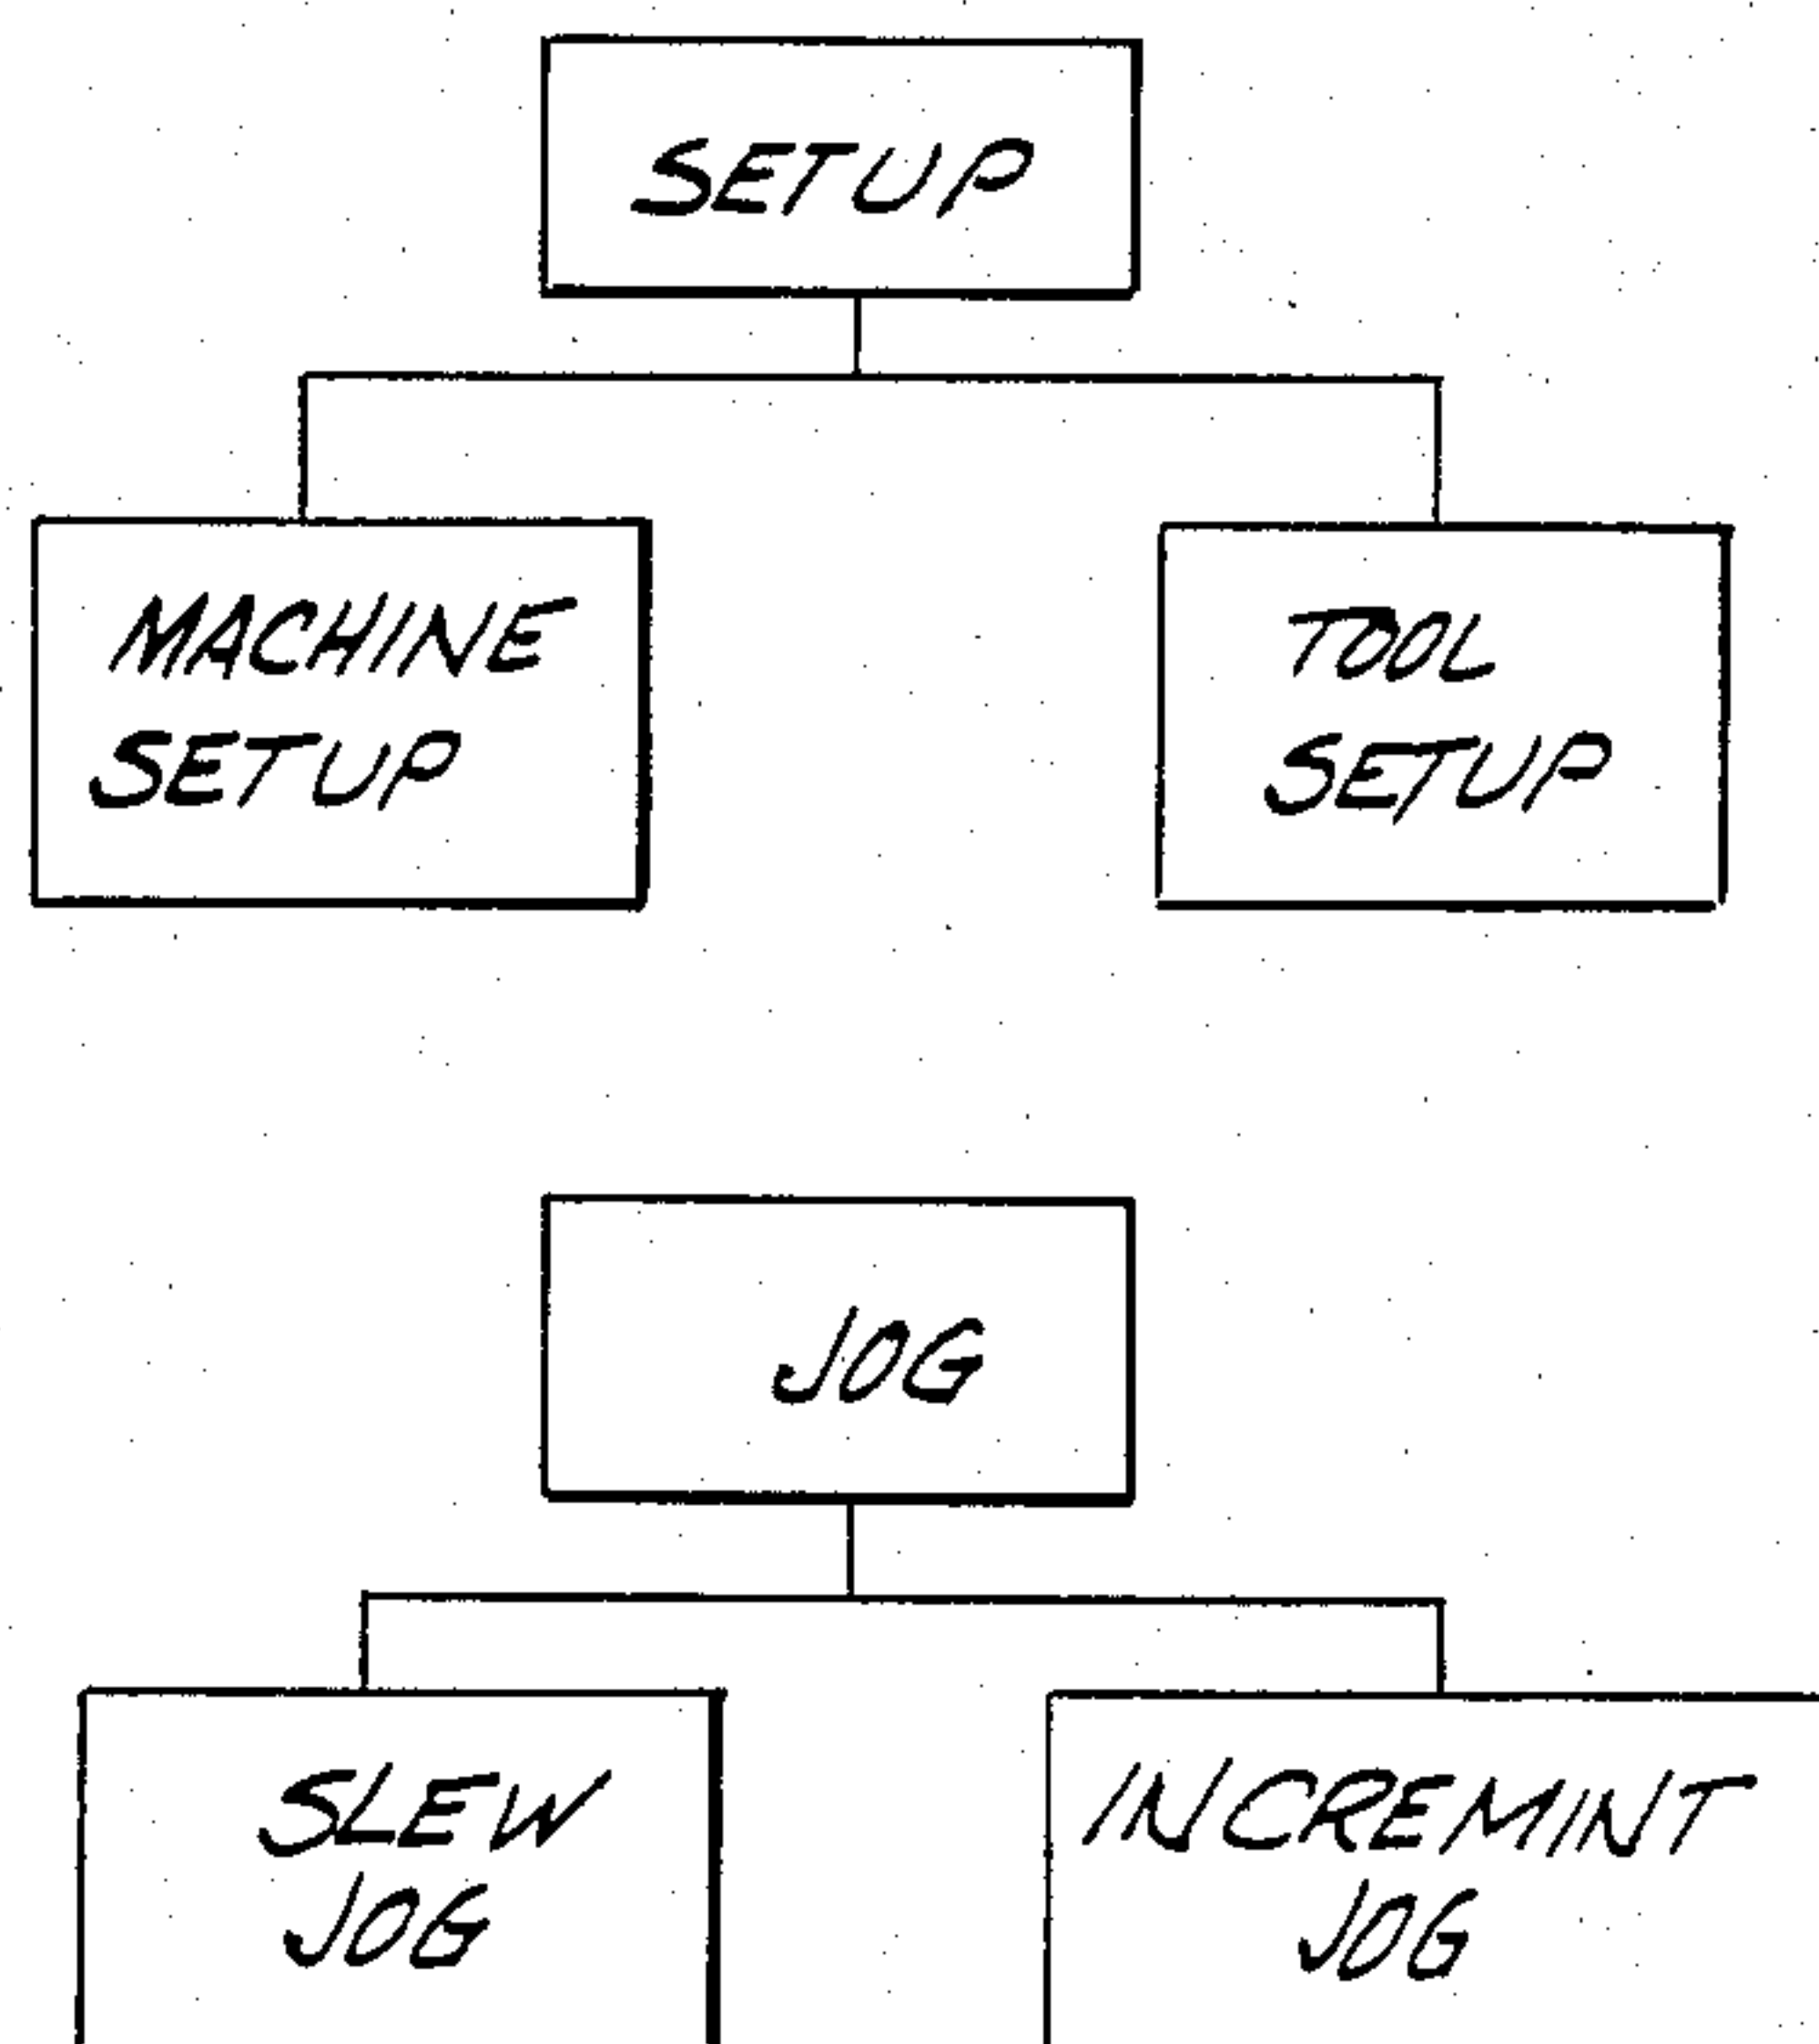 SETUP
MACHINE
SETUP
TOOL
SETUP
JOG
SLEW
JOG
INCREMINT
JOG